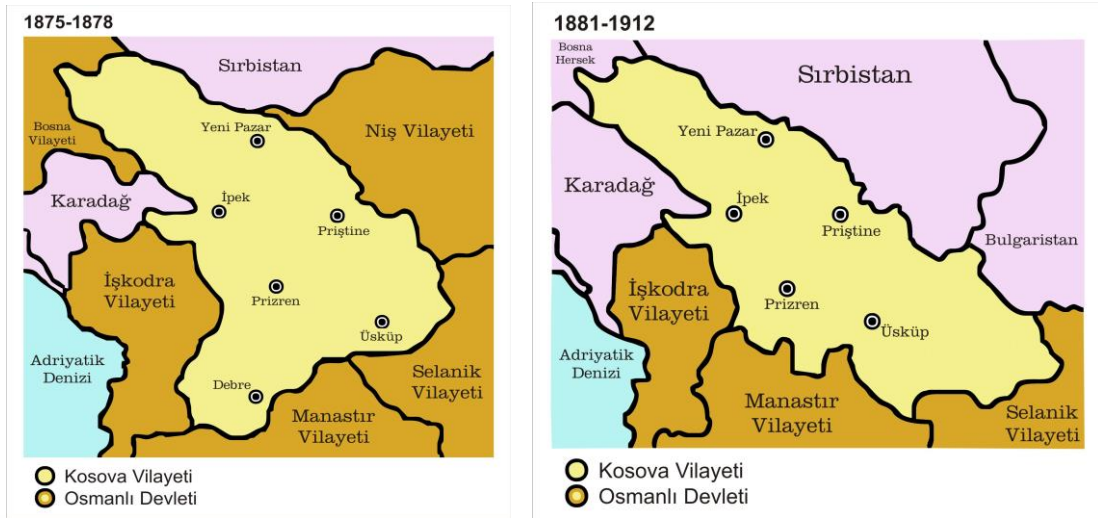 1875-1878
Sırbistan
Yeni Pazar
Niş Vilayeti
Bosna
Vilayeti
Karadağ
İpek
Priştine
İşkodra
Vilayeti
Prizren
Üsküp
Adriyatik
Denizi
Debre
Selanik
Vilayeti
Manastır
Vilayeti
Kosova Vilayeti
Osmanlı Devleti
1881-1912
Bosna
Hersek
Sırbistan
Yeni Pazar
Karadağ
İpek
Priştine
Bulgaristan
İşkodra
Vilayeti
Prizren
Üsküp
Adriyatik
Denizi
Manastır
Vilayeti
Selanik
Vilayeti
Kosova Vilayeti
Osmanlı Devleti